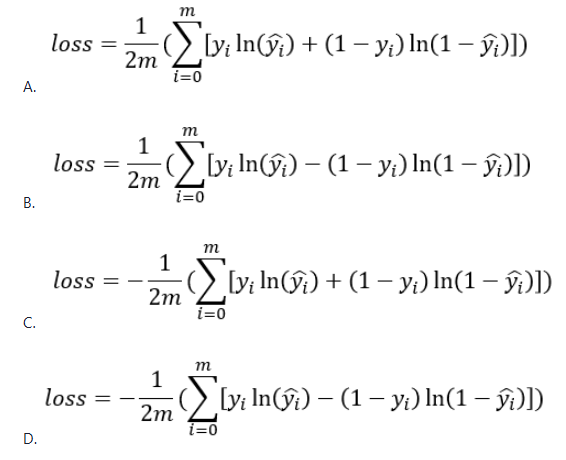 A. loss = 1/2m (∑_{i=0}^{m} [y_i ln(ŷ_i) + (1 − y_i) ln(1 − ŷ_i)])
B. loss = 1/2m (∑_{i=0}^{m} [y_i ln(ŷ_i) − (1 − y_i) ln(1 − ŷ_i)])
C. loss = −1/2m (∑_{i=0}^{m} [y_i ln(ŷ_i) + (1 − y_i) ln(1 − ŷ_i)])
D. loss = −1/2m (∑_{i=0}^{m} [y_i ln(ŷ_i) − (1 − y_i) ln(1 − ŷ_i)])